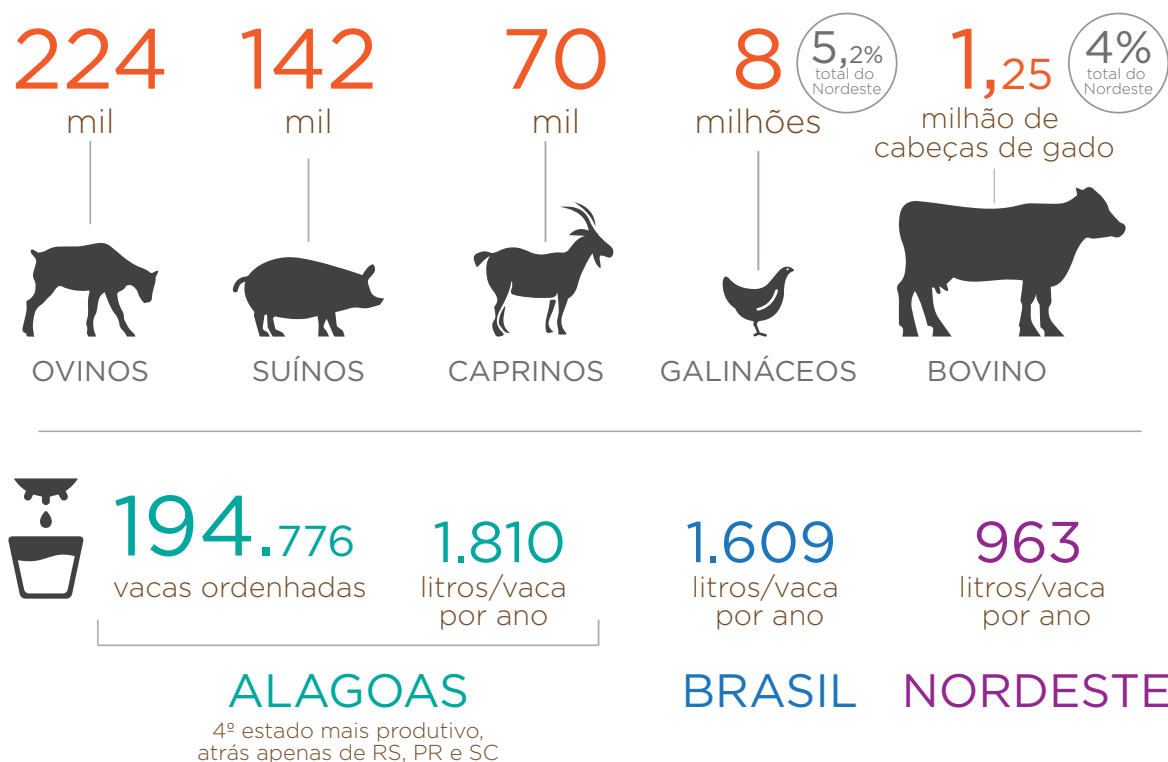 224
mil
OVINOS
142
mil
SUÍNOS
70
mil
CAPRINOS
8
milhões
5,2%
total do
Nordeste
GALINÁCEOS
1,25
milhão de
cabeças de gado
4%
total do
Nordeste
BOVINO
194.776
vacas ordenhadas
1.810
litros/vaca
por ano
ALAGOAS
4º estado mais produtivo,
atrás apenas de RS, PR e SC
1.609
litros/vaca
por ano
BRASIL
963
litros/vaca
por ano
NORDESTE